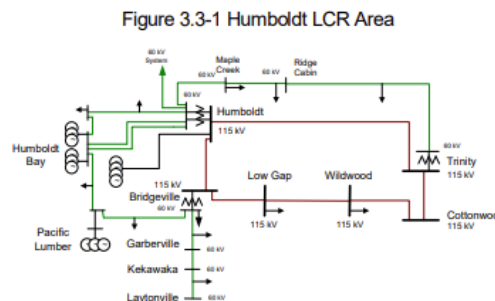 Figure 3.3-1 Humboldt LCR Area
60 kV
System
60 kV
Maple
Creek
60 kV
Ridge
Cabin
60 kV
Humboldt
115 kV
Humboldt
Bay
60 kV
Trinity
115 kV
115 kV
Bridgeville
60 kV
Low Gap
115 kV
Wildwood
115 kV
Cottonwoo
115 kV
Pacific
Lumber
Garberville
60 kV
Kekawaka
60 kV
Laytonville
60 kV